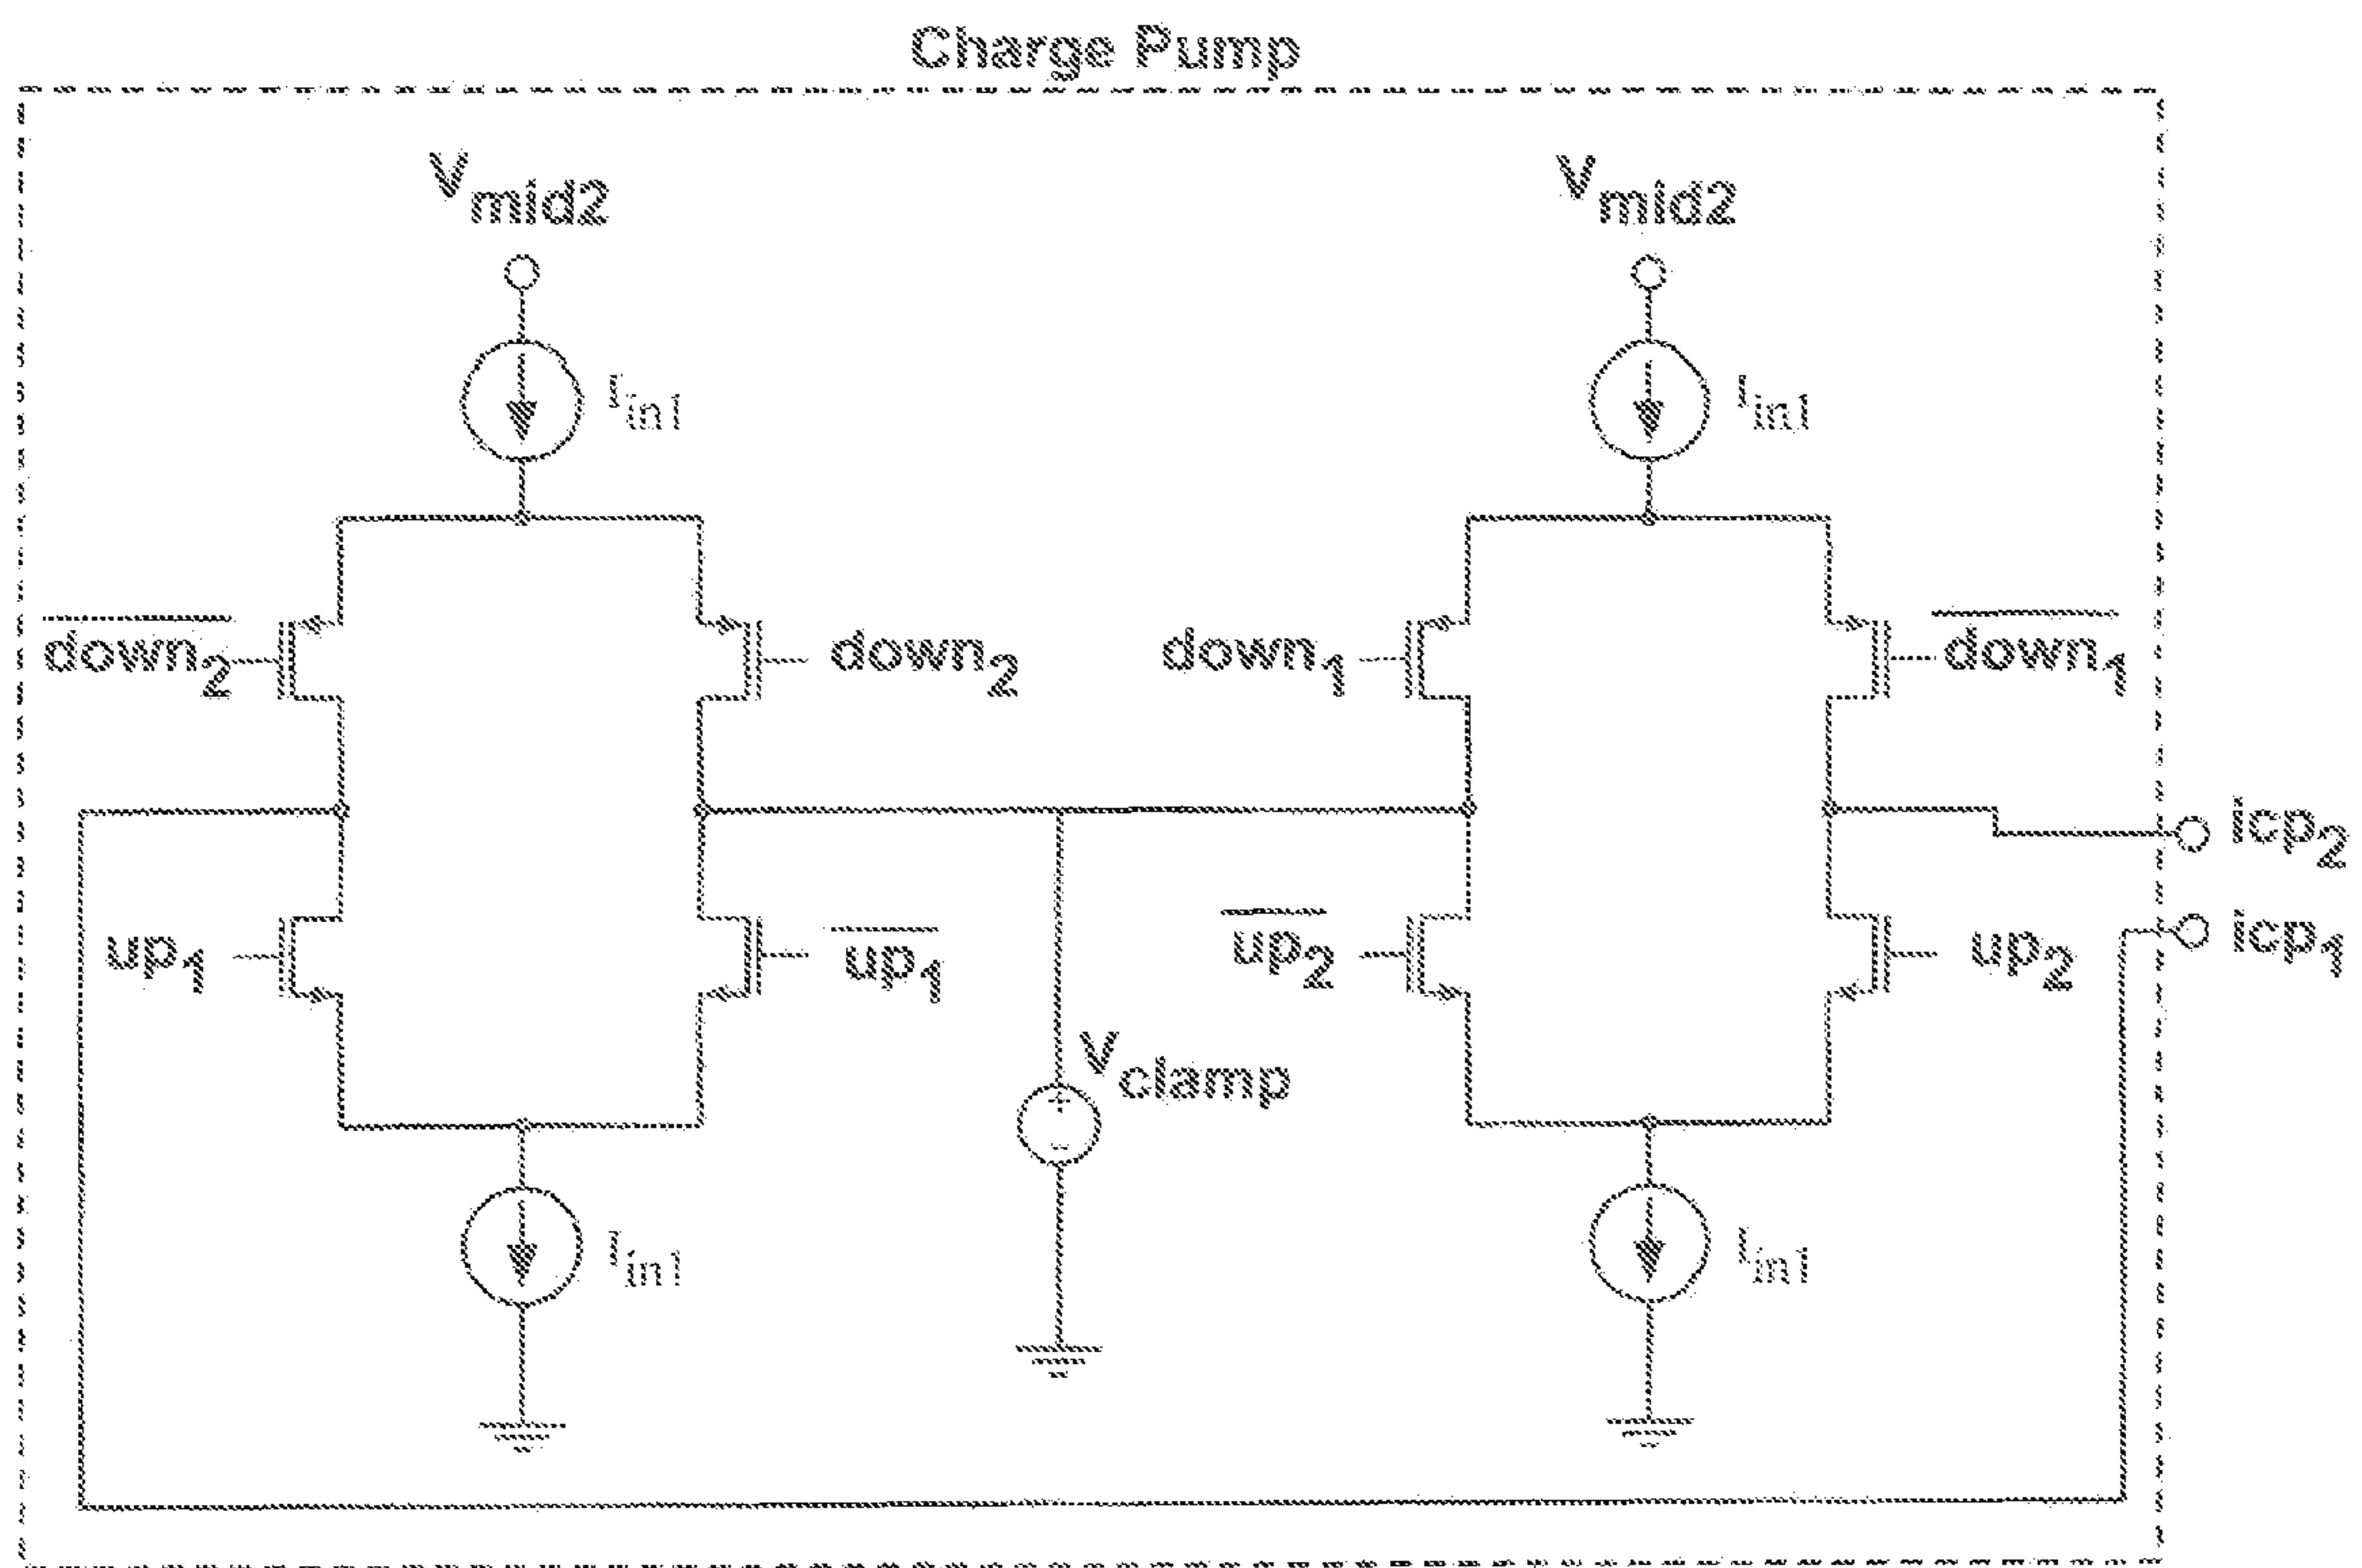 Charge Pump
Vmid2 Vmid2
Iin1 Iin1
down2 down2 down1 down1
icp2
up1 up1 up2 up2 icp1
Vclamp
+
-
Iin1 Iin1